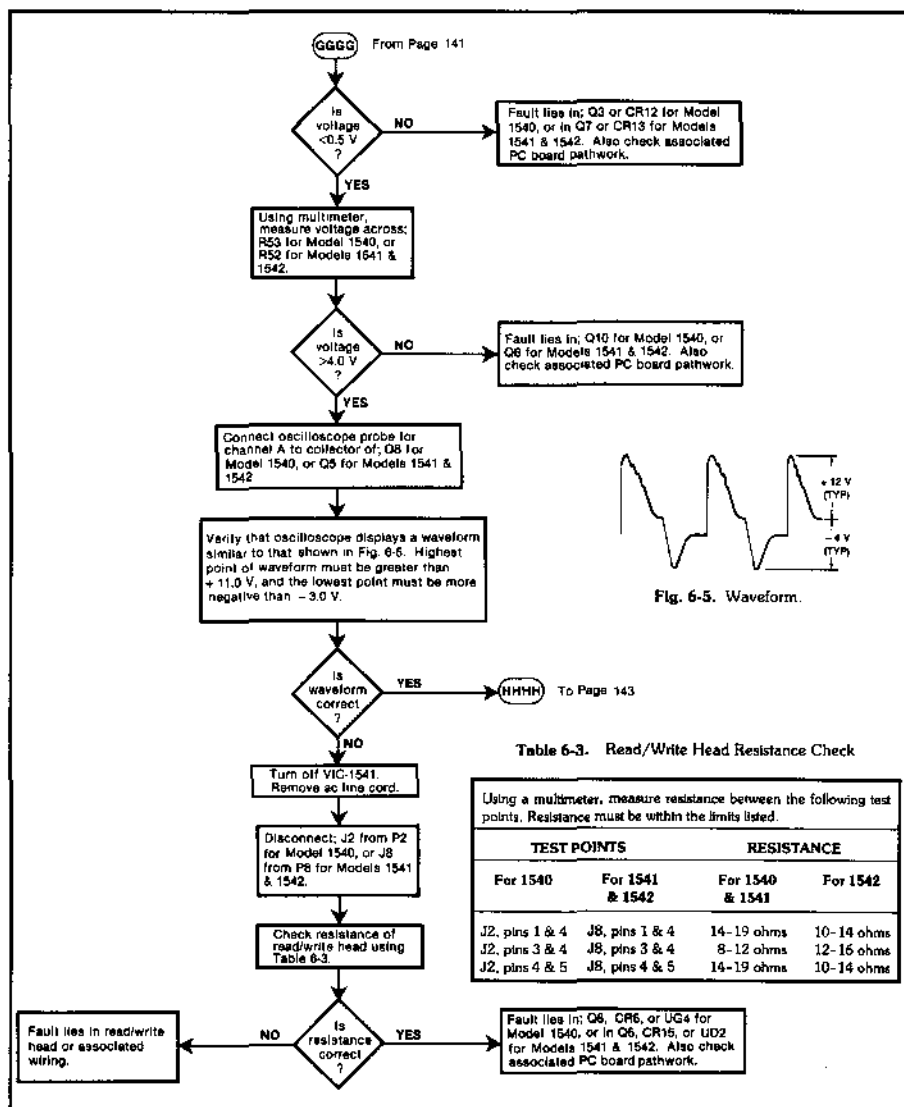 GGGG From Page 141
Is
voltage
<0.5 V
?
NO
Fault lies in; Q3 or CR12 for Model
1540, or in Q7 or CR13 for Models
1541 & 1542. Also check associated
PC board pathwork.
YES
Using multimeter,
measure voltage across;
R53 for Model 1540, or
R52 for Models 1541 &
1542.
Is
voltage
>4.0 V
?
NO
Fault lies in; Q10 for Model 1540, or
Q6 for Models 1541 & 1542. Also
check associated PC board pathwork.
YES
Connect oscilloscope probe for
channel A to collector of; Q8 for
Model 1540, or Q5 for Models 1541 &
1542
Verify that oscilloscope displays a waveform
similar to that shown in Fig. 6-5. Highest
point of waveform must be greater than
+ 11.0 V, and the lowest point must be more
negative than – 3.0 V.
+ 12 V
(TYP)
– 4 V
(TYP)
Fig. 6-5. Waveform.
Is
waveform
correct
?
YES
HHHH To Page 143
NO
Turn off VIC-1541.
Remove ac line cord.
Disconnect; J2 from P2
for Model 1540, or J8
from P8 for Models 1541
& 1542.
Check resistance of
read/write head using
Table 6-3.
Table 6-3. Read/Write Head Resistance Check
Using a multimeter, measure resistance between the following test
points. Resistance must be within the limits listed.
TEST POINTS RESISTANCE
For 1540 For 1541 For 1540 For 1542
& 1542 & 1541
J2, pins 1 & 4 J8, pins 1 & 4 14–19 ohms 10–14 ohms
J2, pins 3 & 4 J8, pins 3 & 4 8–12 ohms 12–16 ohms
J2, pins 4 & 5 J8, pins 4 & 5 14–19 ohms 10–14 ohms
Is
resistance
correct
?
NO
Fault lies in read/write
head or associated
wiring.
YES
Fault lies in; Q6, CR6, or UG4 for
Model 1540, or in Q5, CR15, or UD2
for Models 1541 & 1542. Also check
associated PC board pathwork.